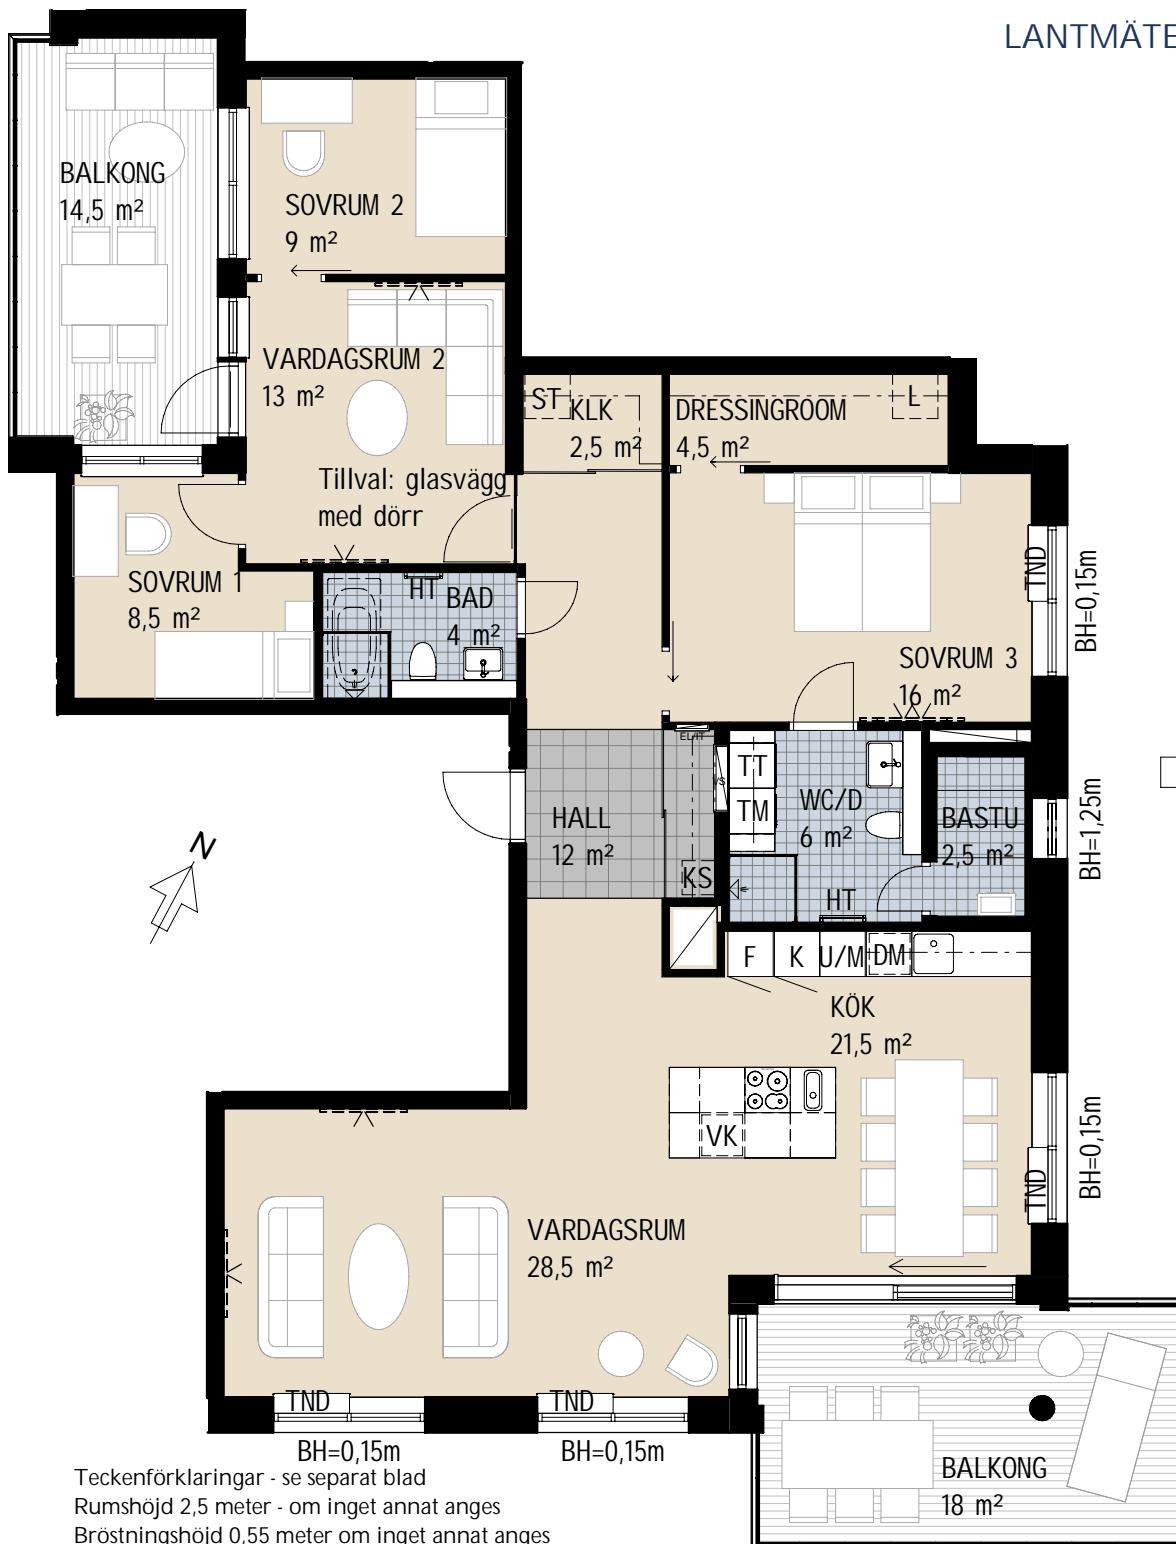 LANTMÄTE
BALKONG
14,5 m²
SOVRUM 2
9 m²
VARDAGSRUM 2
13 m²
ST
KLK
2,5 m²
DRESSINGROOM
4,5 m²
L
Tillval: glasvägg
med dörr
SOVRUM 1
8,5 m²
HT
BAD
4 m²
TND
BH=0,15m
SOVRUM 3
16 m²
EL/IT
TT
TM
WC/D
6 m²
BASTU
2,5 m²
BH=1,25m
HALL
12 m²
KS
HT
N
F
K
U/M
DM
KÖK
21,5 m²
VK
TND
BH=0,15m
VARDAGSRUM
28,5 m²
TND
TND
BH=0,15m
BH=0,15m
BALKONG
18 m²
Teckenförklaringar - se separat blad
Rumshöjd 2,5 meter - om inget annat anges
Bröstningshöjd 0,55 meter om inget annat anges